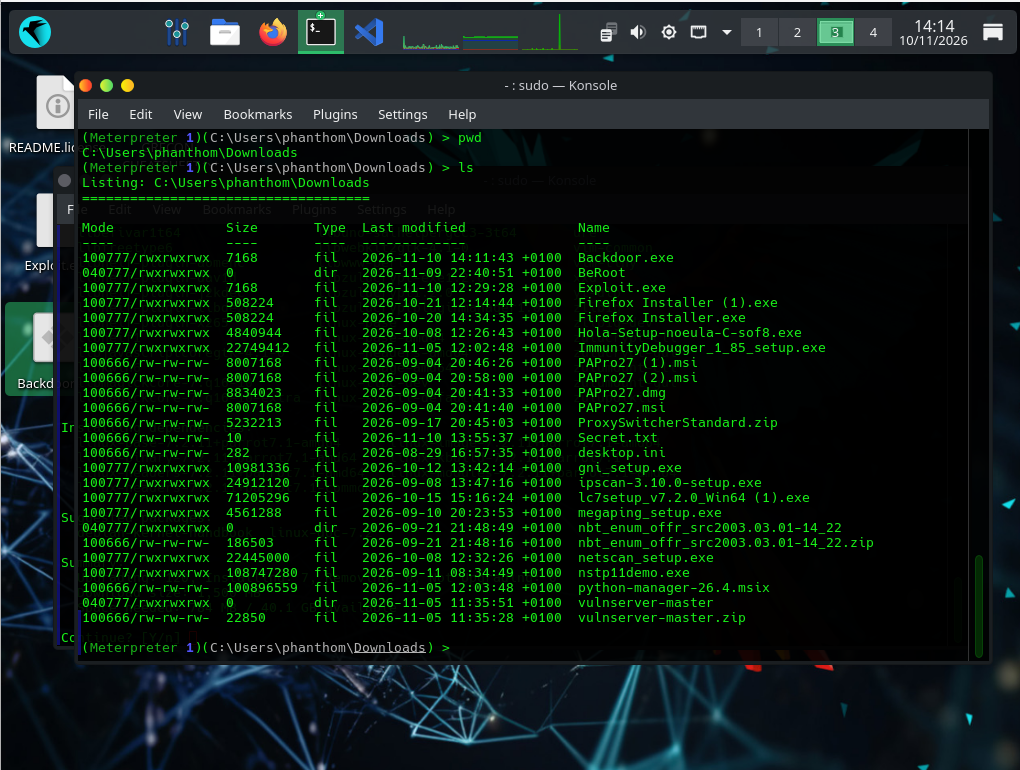 1 2 3 4
14:14
10/11/2026
README.lic
- : sudo — Konsole
File Edit View Bookmarks Plugins Settings Help
(Meterpreter 1)(C:\Users\phanthom\Downloads) > pwd
C:\Users\phanthom\Downloads
(Meterpreter 1)(C:\Users\phanthom\Downloads) > ls
Listing: C:\Users\phanthom\Downloads
====================================
Mode Size Type Last modified Name
---- ---- ---- ------------- ----
100777/rwxrwxrwx 7168 fil 2026-11-10 14:11:43 +0100 Backdoor.exe
040777/rwxrwxrwx 0 dir 2026-11-09 22:40:51 +0100 BeRoot
100777/rwxrwxrwx 7168 fil 2026-11-10 12:29:28 +0100 Exploit.exe
100777/rwxrwxrwx 508224 fil 2026-10-21 12:14:44 +0100 Firefox Installer (1).exe
100777/rwxrwxrwx 508224 fil 2026-10-20 14:34:35 +0100 Firefox Installer.exe
100777/rwxrwxrwx 4840944 fil 2026-10-08 12:26:43 +0100 Hola-Setup-noeula-C-sof8.exe
100777/rwxrwxrwx 22749412 fil 2026-11-05 12:02:48 +0100 ImmunityDebugger_1_85_setup.exe
100666/rw-rw-rw- 8007168 fil 2026-09-04 20:46:26 +0100 PAPro27 (1).msi
100666/rw-rw-rw- 8007168 fil 2026-09-04 20:58:00 +0100 PAPro27 (2).msi
100666/rw-rw-rw- 8834023 fil 2026-09-04 20:41:33 +0100 PAPro27.dmg
100666/rw-rw-rw- 8007168 fil 2026-09-04 20:41:40 +0100 PAPro27.msi
100666/rw-rw-rw- 5232213 fil 2026-09-17 20:45:03 +0100 ProxySwitcherStandard.zip
100666/rw-rw-rw- 10 fil 2026-11-10 13:55:37 +0100 Secret.txt
100666/rw-rw-rw- 282 fil 2026-08-29 16:57:35 +0100 desktop.ini
100777/rwxrwxrwx 10981336 fil 2026-10-12 13:42:14 +0100 gni_setup.exe
100777/rwxrwxrwx 24912120 fil 2026-09-08 13:47:16 +0100 ipscan-3.10.0-setup.exe
100777/rwxrwxrwx 71205296 fil 2026-10-15 15:16:24 +0100 lc7setup_v7.2.0_Win64 (1).exe
100777/rwxrwxrwx 4561288 fil 2026-09-10 20:23:53 +0100 megaping_setup.exe
040777/rwxrwxrwx 0 dir 2026-09-21 21:48:49 +0100 nbt_enum_offr_src2003.03.01-14_22
100666/rw-rw-rw- 186503 fil 2026-09-21 21:48:16 +0100 nbt_enum_offr_src2003.03.01-14_22.zip
100777/rwxrwxrwx 22445000 fil 2026-10-08 12:32:26 +0100 netscan_setup.exe
100777/rwxrwxrwx 108747280 fil 2026-09-11 08:34:49 +0100 nstp11demo.exe
100666/rw-rw-rw- 100896559 fil 2026-11-05 12:03:48 +0100 python-manager-26.4.msix
040777/rwxrwxrwx 0 dir 2026-11-05 11:35:51 +0100 vulnserver-master
100666/rw-rw-rw- 22850 fil 2026-11-05 11:35:28 +0100 vulnserver-master.zip
(Meterpreter 1)(C:\Users\phanthom\Downloads) >
: sudo — Konsole
Edit View Bookmarks Plugins Settings Help
Exploit.e
Backdo
Continue? [Y/n]